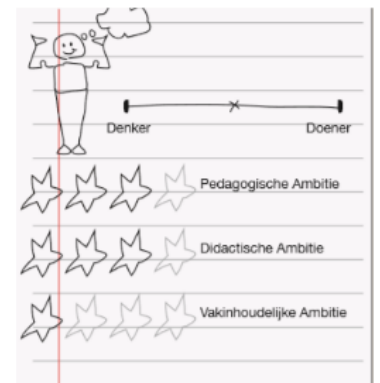 Denker
Doener
Pedagogische Ambitie
Didactische Ambitie
Vakinhoudelijke Ambitie